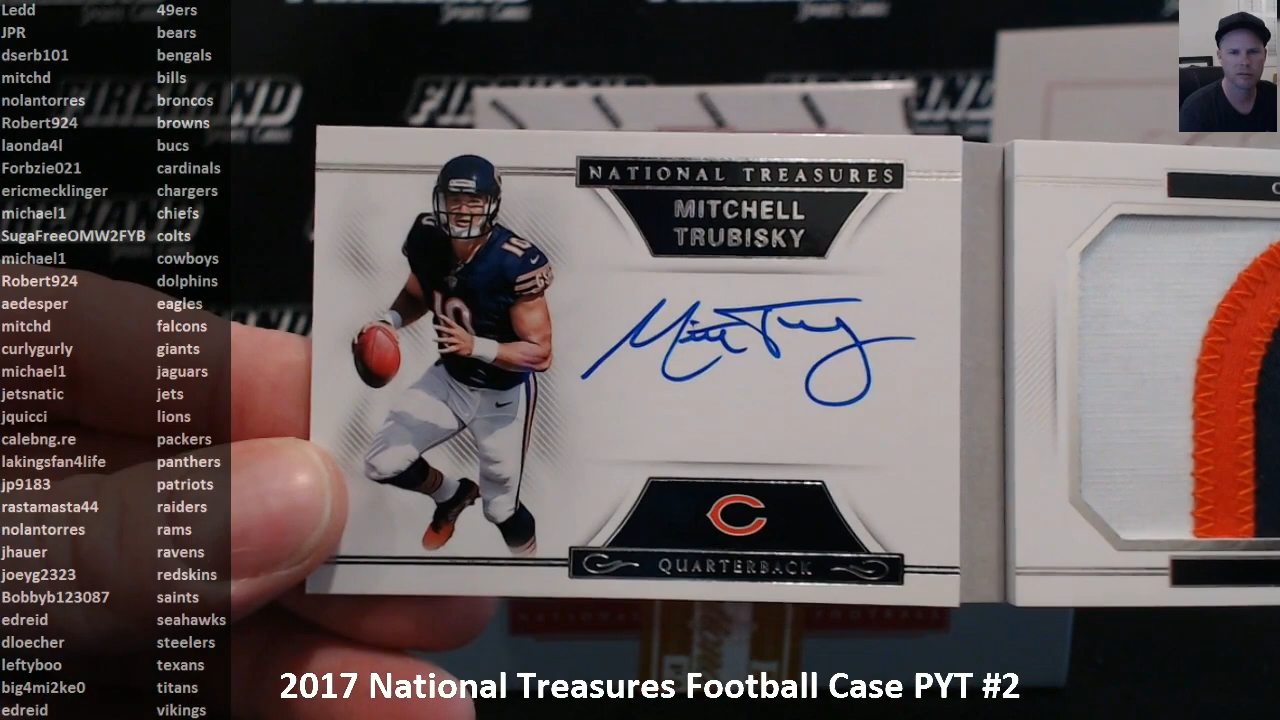 Ledd 49ers
JPR bears
dserb101 bengals
mitchd bills
nolantorres broncos
Robert924 browns
laonda4l bucs
Forbzie021 cardinals
ericmecklinger chargers
michael1 chiefs
SugaFreeOMW2FYB colts
michael1 cowboys
Robert924 dolphins
aedesper eagles
mitchd falcons
curlygurly giants
michael1 jaguars
jetsnatic jets
jquicci lions
calebng.re packers
lakingsfan4life panthers
jp9183 patriots
rastamasta44 raiders
nolantorres rams
jhauer ravens
joeyg2323 redskins
Bobbyb123087 saints
edreid seahawks
dloecher steelers
leftyboo texans
big4mi2ke0 titans
edreid vikings
NATIONAL TREASURES
MITCHELL
TRUBISKY
10
10
C
QUARTERBACK
2017 National Treasures Football Case PYT #2